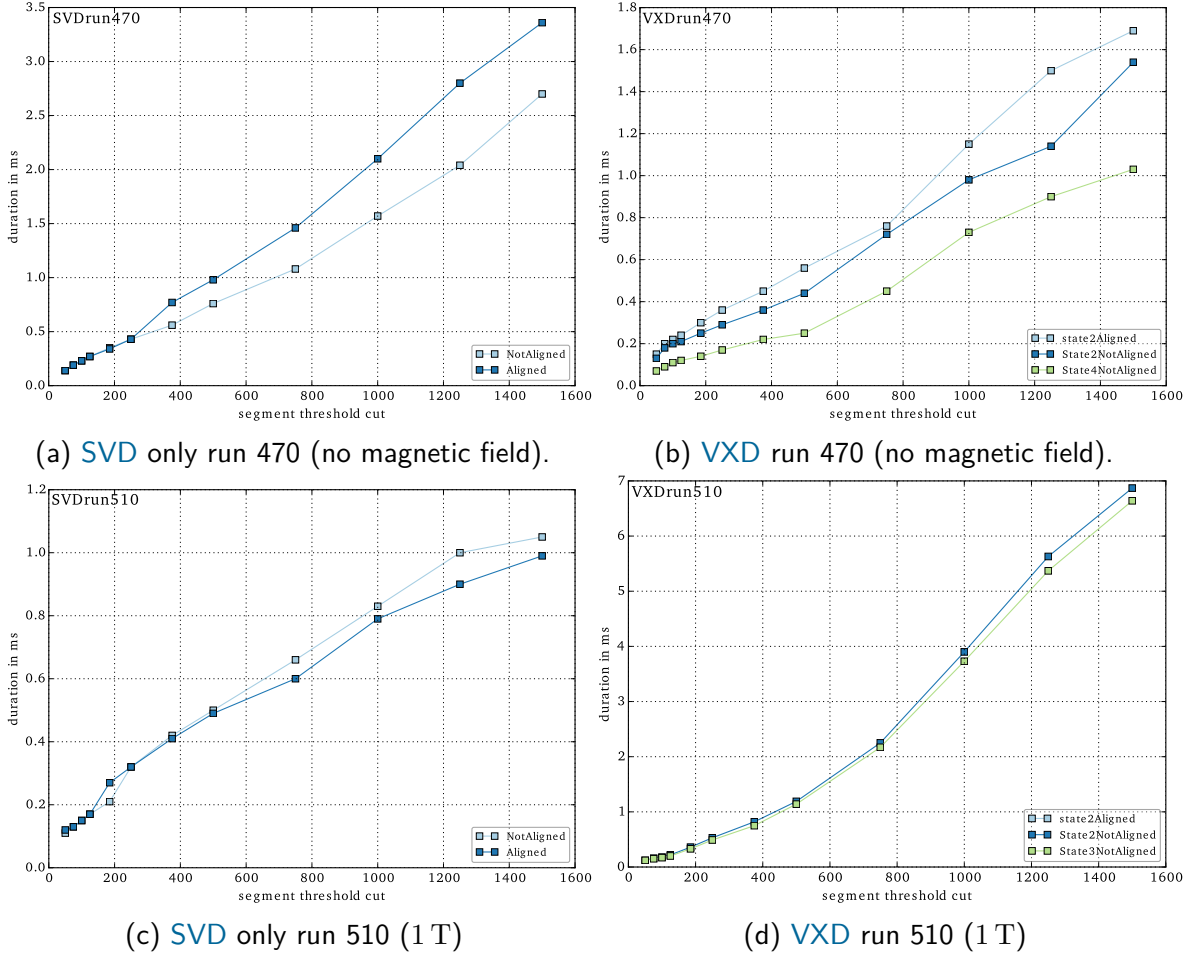 SVDrun470
3.5
3.0
2.5
2.0
1.5
1.0
0.5
0.0
duration in ms
0 200 400 600 800 1000 1200 1400 1600
segment threshold cut
NotAligned
Aligned
(a) SVD only run 470 (no magnetic field).
VXDrun470
1.8
1.6
1.4
1.2
1.0
0.8
0.6
0.4
0.2
0.0
duration in ms
0 200 400 600 800 1000 1200 1400 1600
segment threshold cut
state2Aligned
State2NotAligned
State4NotAligned
(b) VXD run 470 (no magnetic field).
SVDrun510
1.2
1.0
0.8
0.6
0.4
0.2
0.0
duration in ms
0 200 400 600 800 1000 1200 1400 1600
segment threshold cut
NotAligned
Aligned
(c) SVD only run 510 (1 T)
VXDrun510
7
6
5
4
3
2
1
0
duration in ms
0 200 400 600 800 1000 1200 1400 1600
segment threshold cut
state2Aligned
State2NotAligned
State3NotAligned
(d) VXD run 510 (1 T)